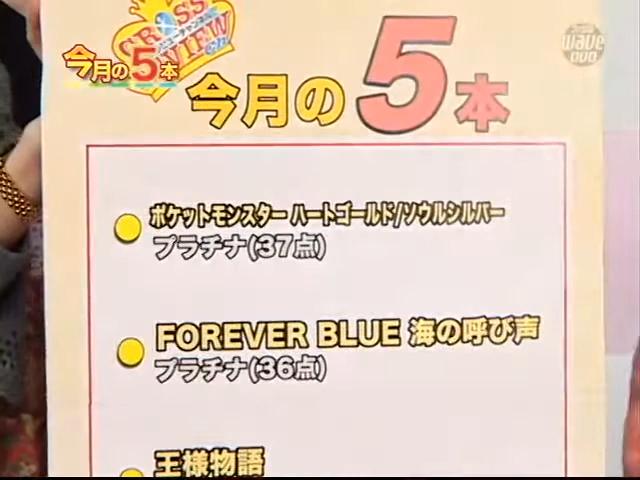 CROSS
REVIEW
今月の5本
wave
DVD
今月の5本
ポケットモンスター ハートゴールド/ソウルシルバー
プラチナ(37点)
FOREVER BLUE 海の呼び声
プラチナ(36点)
王様物語